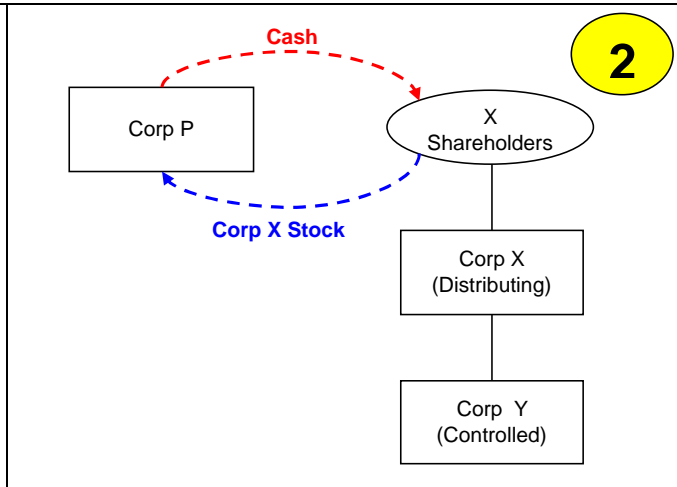 Cash
2
Corp P
X
Shareholders
Corp X Stock
Corp X
(Distributing)
Corp Y
(Controlled)